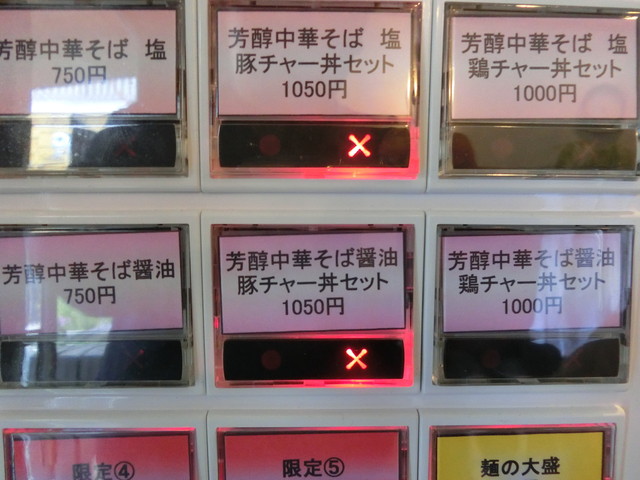 芳醇中華そば 塩
750円
芳醇中華そば 塩
豚チャー丼セット
1050円
芳醇中華そば 塩
鶏チャー丼セット
1000円
芳醇中華そば醤油
750円
芳醇中華そば醤油
豚チャー丼セット
1050円
芳醇中華そば醤油
鶏チャー丼セット
1000円
限定④
限定⑤
麺の大盛